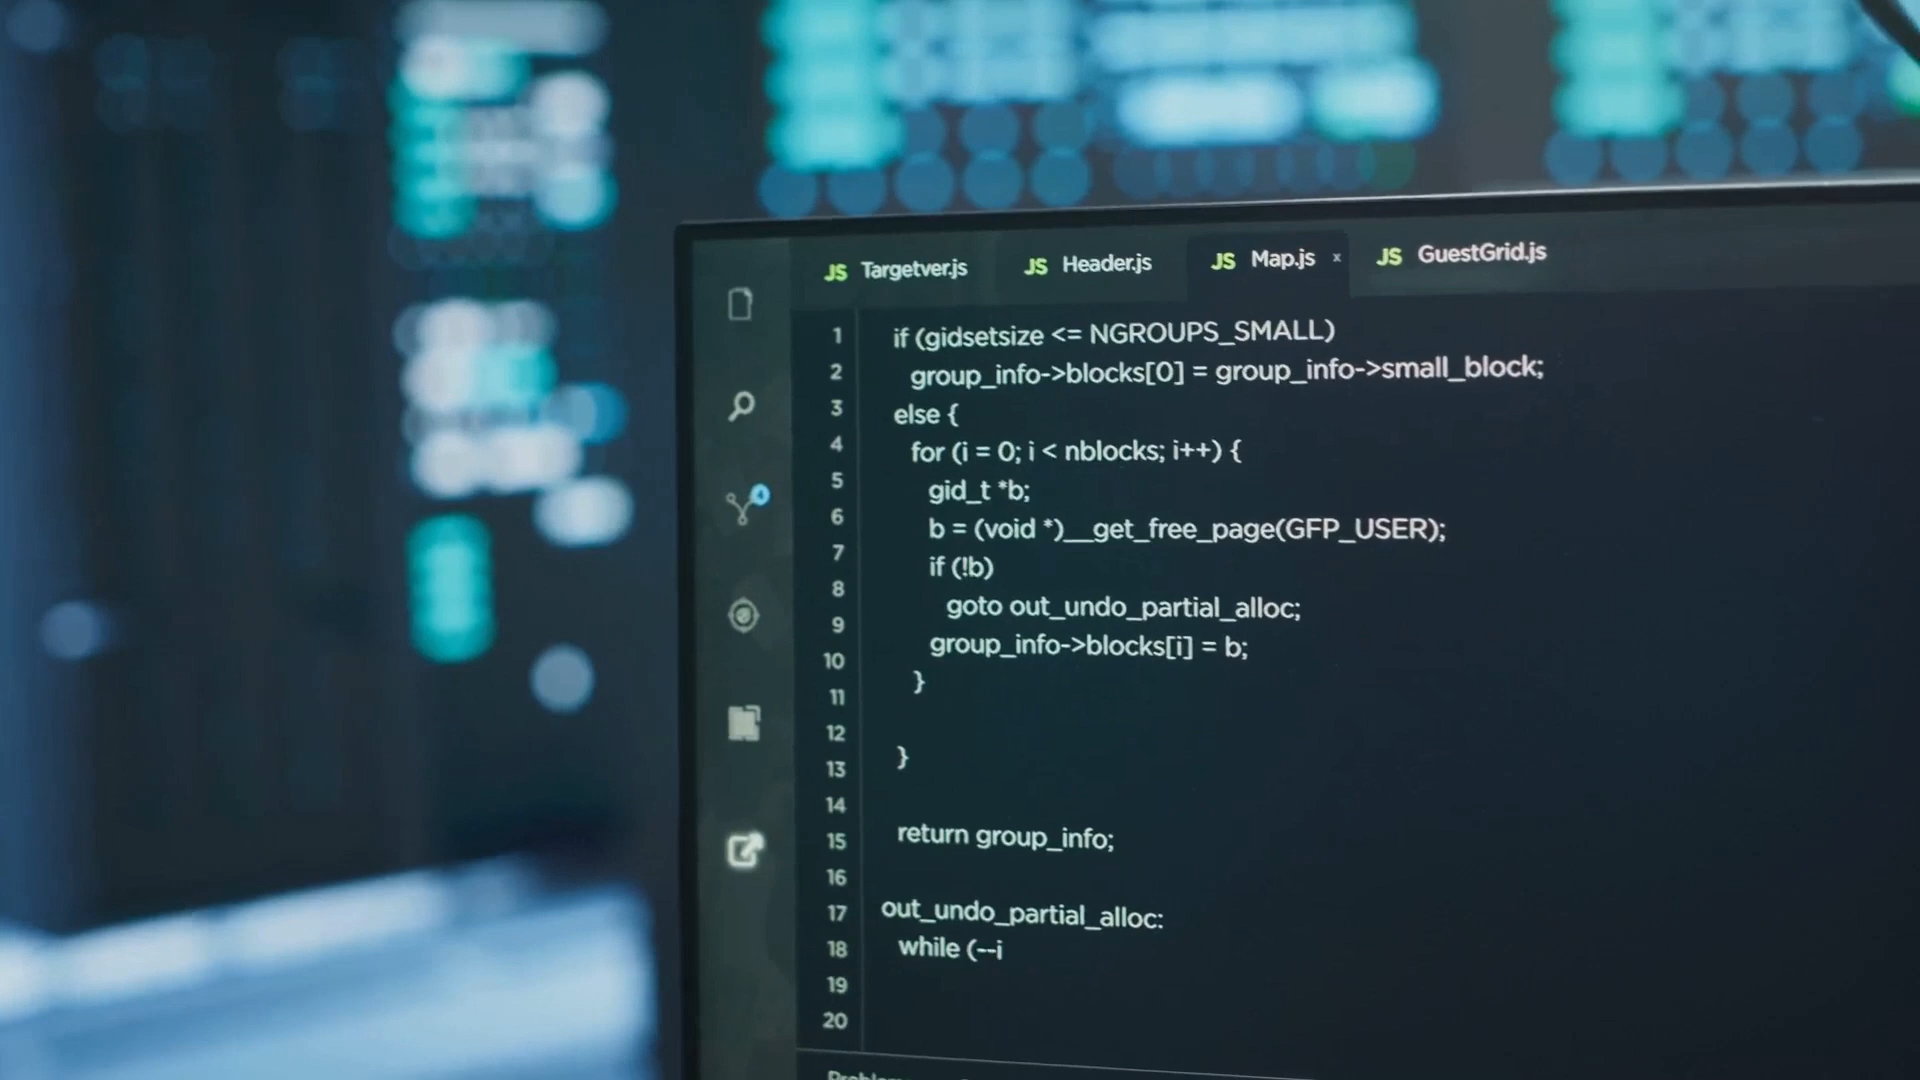 JS Targetver.js JS Header.js JS Map.js x JS GuestGrid.js
4
1 if (gidsetsize <= NGROUPS_SMALL)
2 group_info->blocks[0] = group_info->small_block;
3 else {
4 for (i = 0; i < nblocks; i++) {
5 gid_t *b;
6 b = (void *)__get_free_page(GFP_USER);
7 if (!b)
8 goto out_undo_partial_alloc;
9 group_info->blocks[i] = b;
10 }
11
12 }
13
14
15 return group_info;
16
17 out_undo_partial_alloc:
18 while (--i
19
20